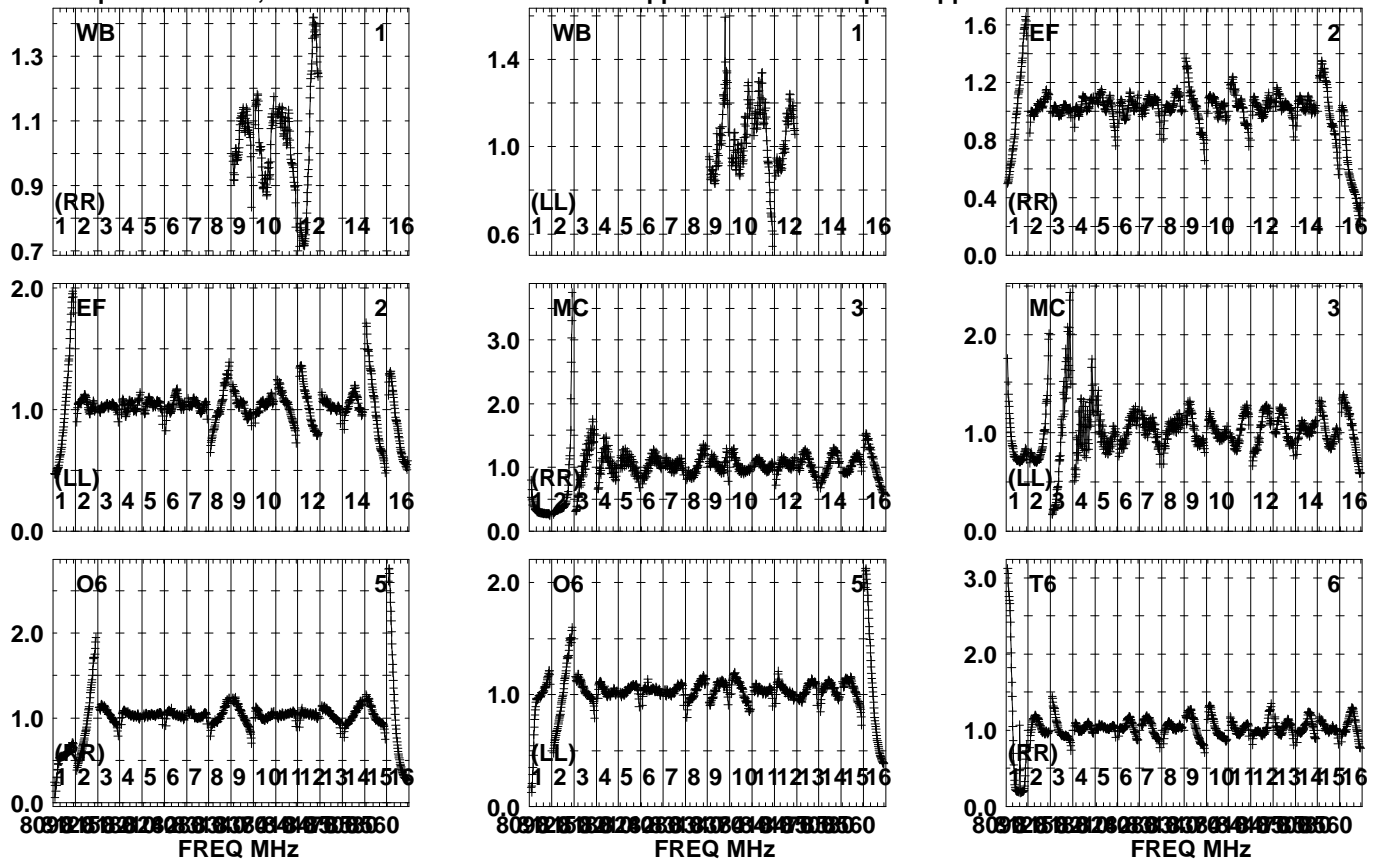 WB 1
1.3
1.1
0.9
0.7
(RR)
1 2 3 4 5 6 7 8 9 10 12 14 16
WB 1
1.4
1.0
0.6
(LL)
1 2 3 4 5 6 7 8 9 10 12 14 16
EF 2
1.6
1.2
0.8
0.4
0.0
(RR)
1 2 3 4 5 6 7 8 9 10 12 14 16
EF 2
2.0
1.0
0.0
(LL)
1 2 3 4 5 6 7 8 9 10 12 14 16
MC 3
3.0
2.0
1.0
0.0
(RR)
1 2 3 4 5 6 7 8 9 10 12 14 16
MC 3
2.0
1.0
0.0
(LL)
1 2 3 4 5 6 7 8 9 10 12 14 16
O6 5
2.0
1.0
0.0
(RR)
1 2 3 4 5 6 7 8 9 10 11 12 13 14 15 16
FREQ MHz
O6 5
2.0
1.0
0.0
(LL)
1 2 3 4 5 6 7 8 9 10 11 12 13 14 15 16
FREQ MHz
T6 6
3.0
2.0
1.0
0.0
(RR)
1 2 3 4 5 6 7 8 9 10 11 12 13 14 15 16
FREQ MHz